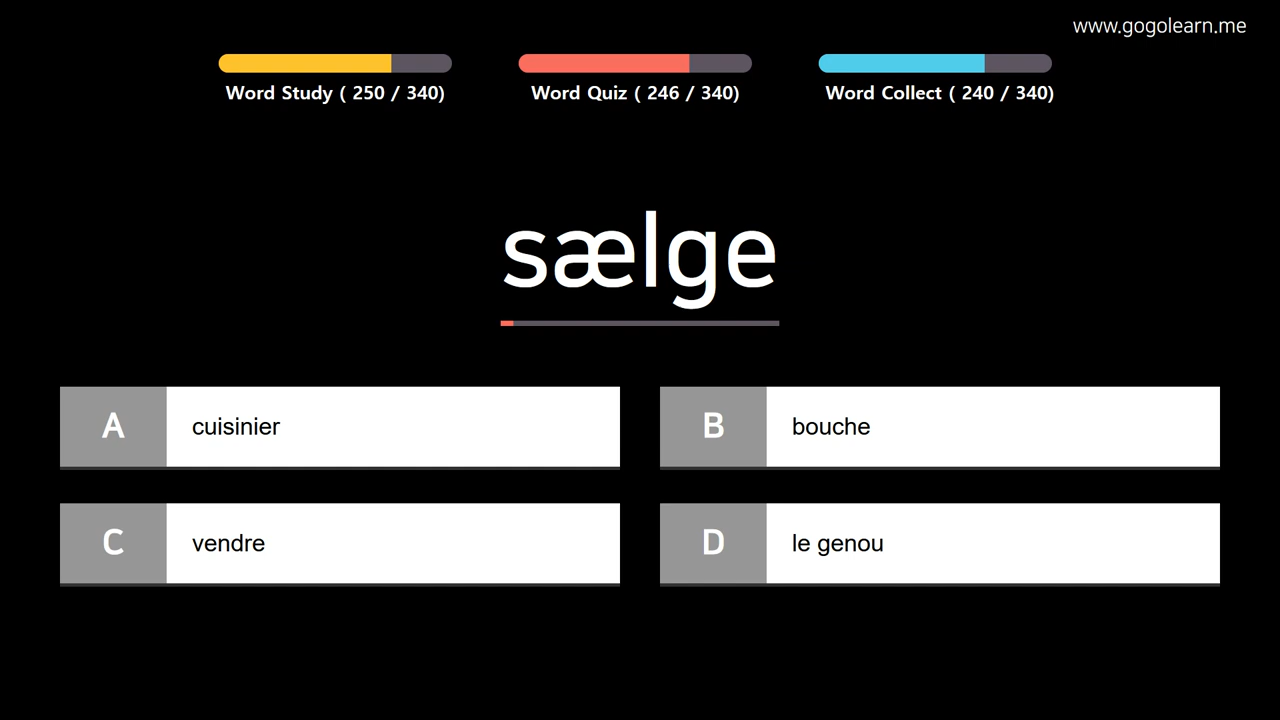 www.gogolearn.me
Word Study ( 250 / 340)
Word Quiz ( 246 / 340)
Word Collect ( 240 / 340)
sælge
A cuisinier
B bouche
C vendre
D le genou